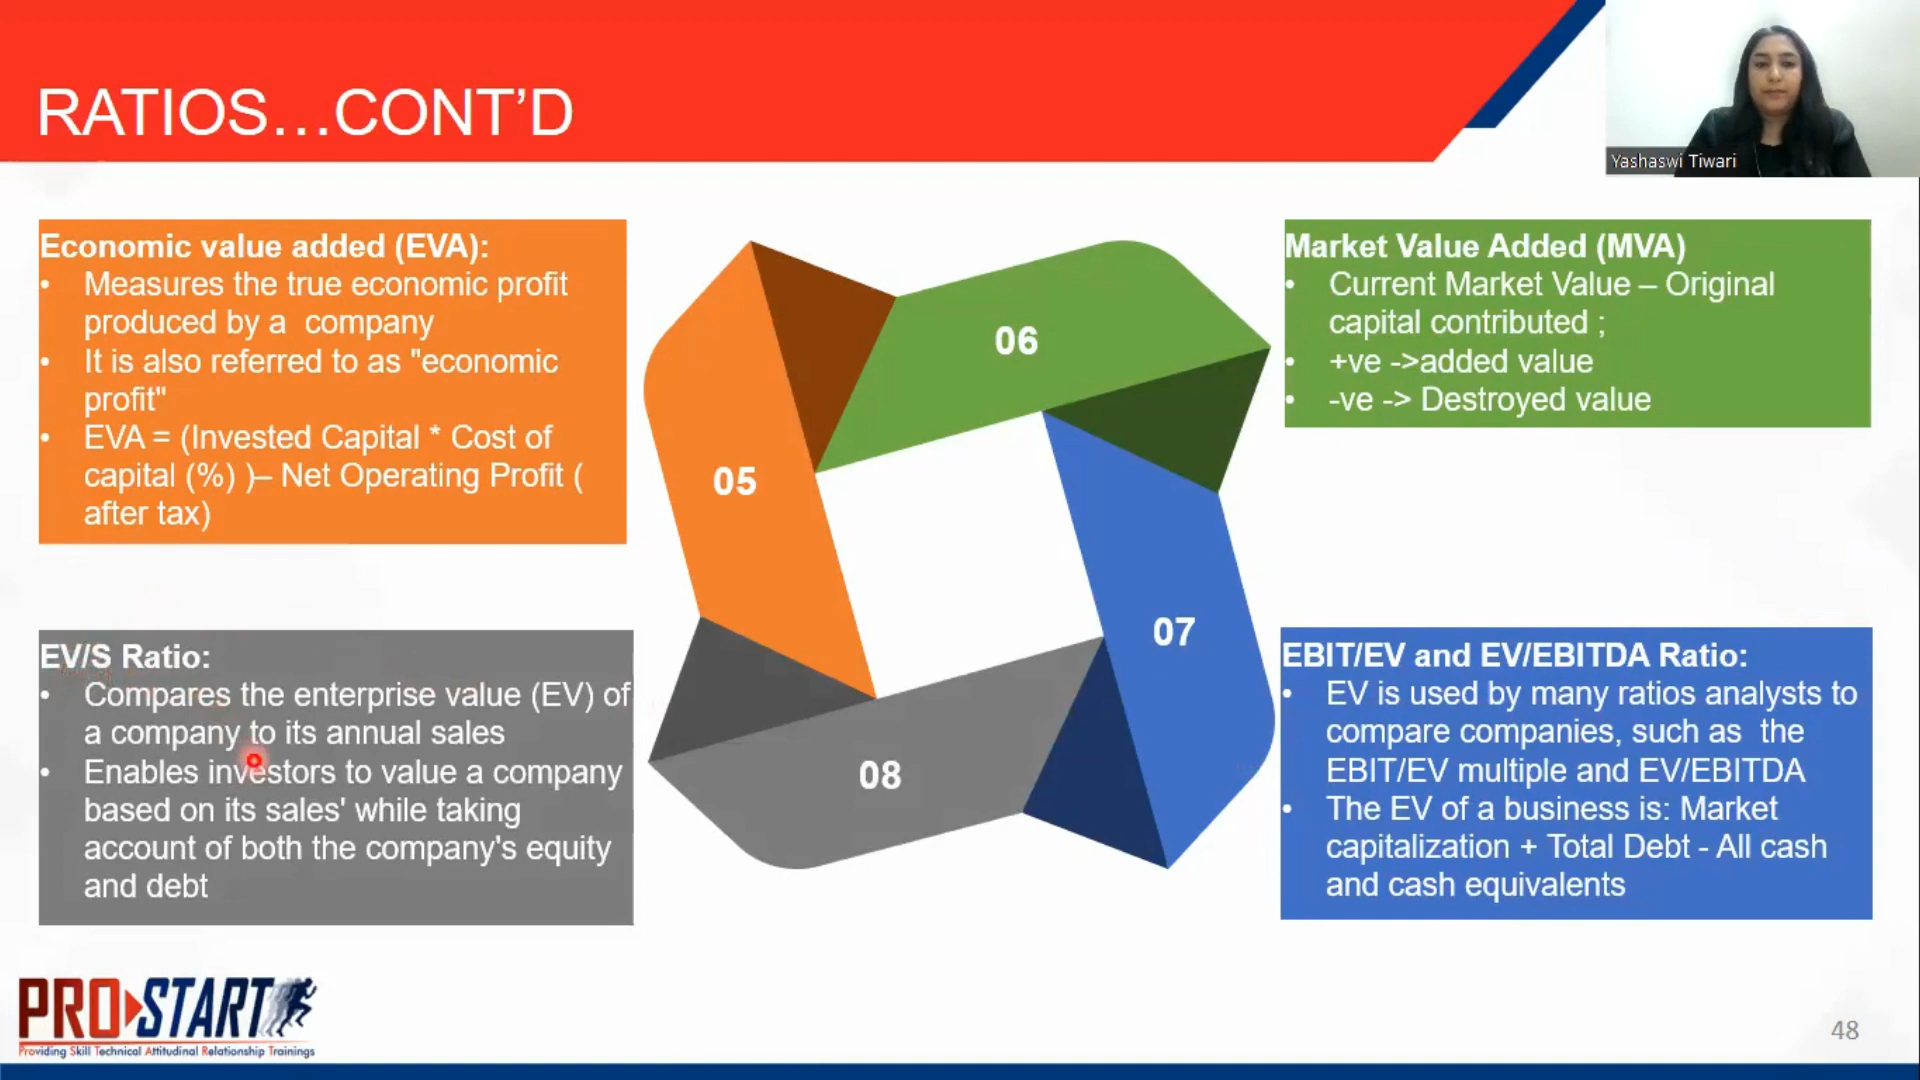 RATIOS…CONT’D
Yashaswi Tiwari
Economic value added (EVA):
• Measures the true economic profit
produced by a  company
• It is also referred to as "economic
profit"
• EVA = (Invested Capital * Cost of
capital (%) )– Net Operating Profit (
after tax)
Market Value Added (MVA)
• Current Market Value – Original
capital contributed ;
• +ve ->added value
• -ve -> Destroyed value
05
06
07
08
EV/S Ratio:
• Compares the enterprise value (EV) of
a company to its annual sales
• Enables investors to value a company
based on its sales' while taking
account of both the company's equity
and debt
EBIT/EV and EV/EBITDA Ratio:
• EV is used by many ratios analysts to
compare companies, such as  the
EBIT/EV multiple and EV/EBITDA
• The EV of a business is: Market
capitalization + Total Debt - All cash
and cash equivalents
PRO START
Providing Skill Technical Attitudinal Relationship Trainings
48